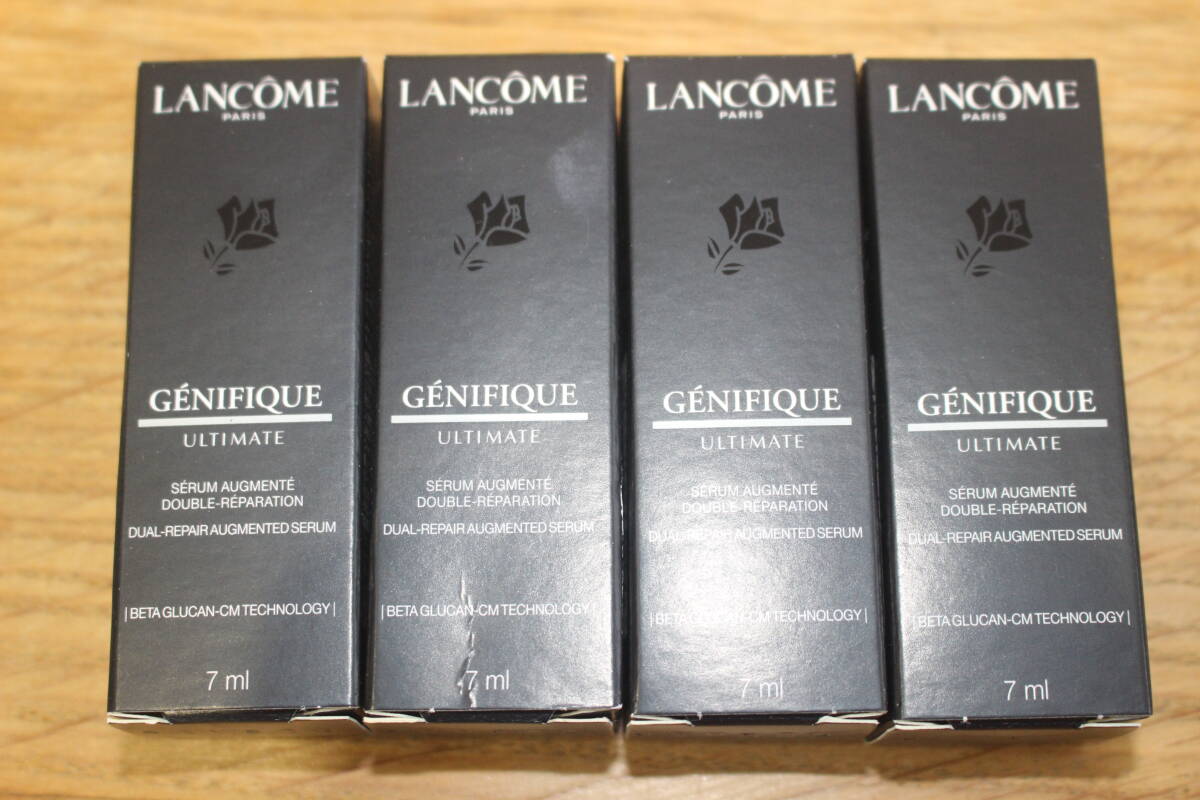 LANCÔME
PARIS
GÉNIFIQUE
ULTIMATE
SÉRUM AUGMENTÉ
DOUBLE-RÉPARATION
DUAL-REPAIR AUGMENTED SERUM
| BETA GLUCAN-CM TECHNOLOGY |
7 ml
LANCÔME
PARIS
GÉNIFIQUE
ULTIMATE
SÉRUM AUGMENTÉ
DOUBLE-RÉPARATION
DUAL-REPAIR AUGMENTED SERUM
| BETA GLUCAN-CM TECHNOLOGY |
7 ml
LANCÔME
PARIS
GÉNIFIQUE
ULTIMATE
SÉRUM AUGMENTÉ
DOUBLE-RÉPARATION
DUAL-REPAIR AUGMENTED SERUM
| BETA GLUCAN-CM TECHNOLOGY |
7 ml
LANCÔME
PARIS
GÉNIFIQUE
ULTIMATE
SÉRUM AUGMENTÉ
DOUBLE-RÉPARATION
DUAL-REPAIR AUGMENTED SERUM
| BETA GLUCAN-CM TECHNOLOGY |
7 ml